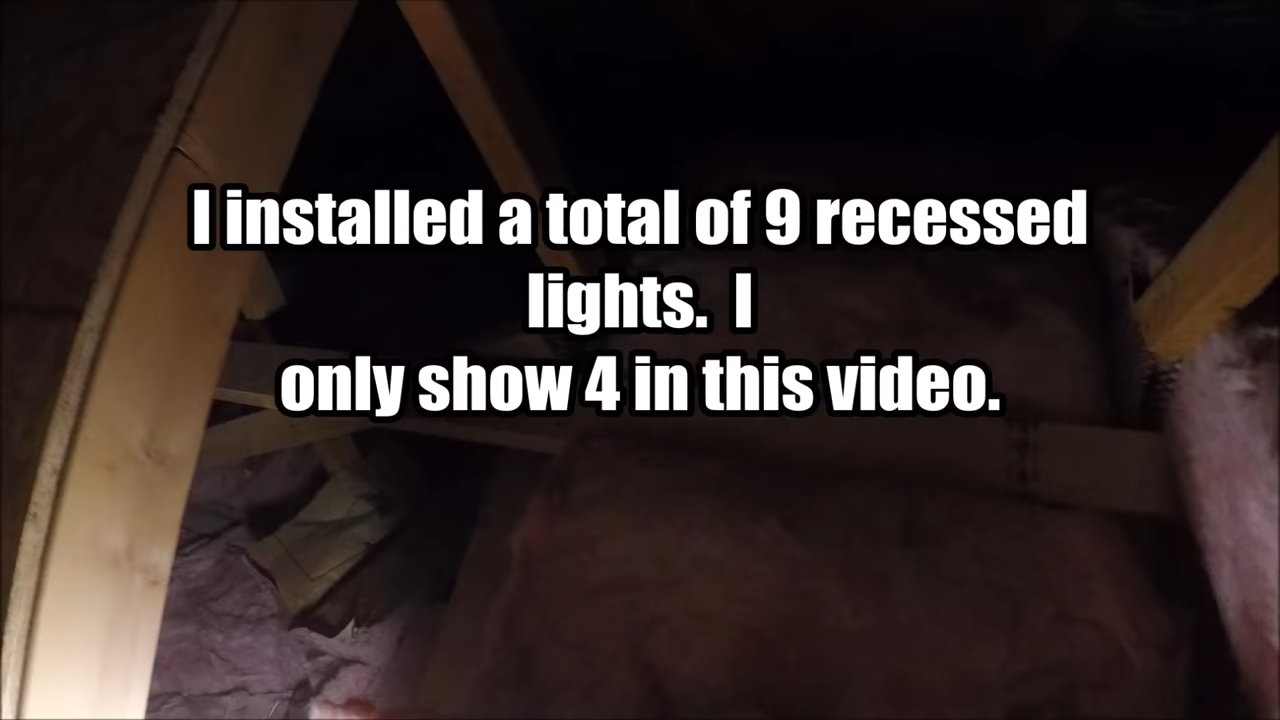 I installed a total of 9 recessed
lights.  I
only show 4 in this video.